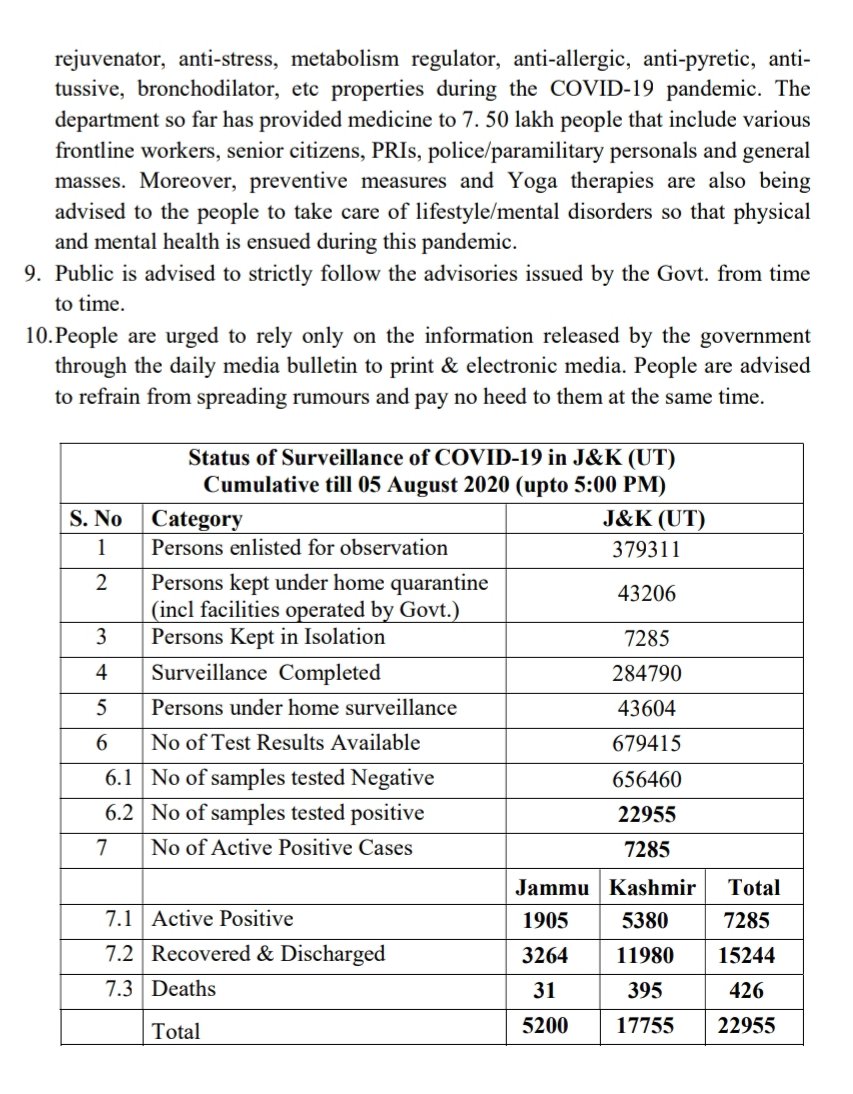 rejuvenator, anti-stress, metabolism regulator, anti-allergic, anti-pyretic, anti-
tussive, bronchodilator, etc properties during the COVID-19 pandemic. The
department so far has provided medicine to 7. 50 lakh people that include various
frontline workers, senior citizens, PRIs, police/paramilitary personals and general
masses. Moreover, preventive measures and Yoga therapies are also being
advised to the people to take care of lifestyle/mental disorders so that physical
and mental health is ensued during this pandemic.
9. Public is advised to strictly follow the advisories issued by the Govt. from time
to time.
10. People are urged to rely only on the information released by the government
through the daily media bulletin to print & electronic media. People are advised
to refrain from spreading rumours and pay no heed to them at the same time.
Status of Surveillance of COVID-19 in J&K (UT)
Cumulative till 05 August 2020 (upto 5:00 PM)
S. No Category J&K (UT)
1 Persons enlisted for observation 379311
2 Persons kept under home quarantine
(incl facilities operated by Govt.) 43206
3 Persons Kept in Isolation 7285
4 Surveillance Completed 284790
5 Persons under home surveillance 43604
6 No of Test Results Available 679415
6.1 No of samples tested Negative 656460
6.2 No of samples tested positive 22955
7 No of Active Positive Cases 7285
Jammu Kashmir Total
7.1 Active Positive 1905 5380 7285
7.2 Recovered & Discharged 3264 11980 15244
7.3 Deaths 31 395 426
Total 5200 17755 22955